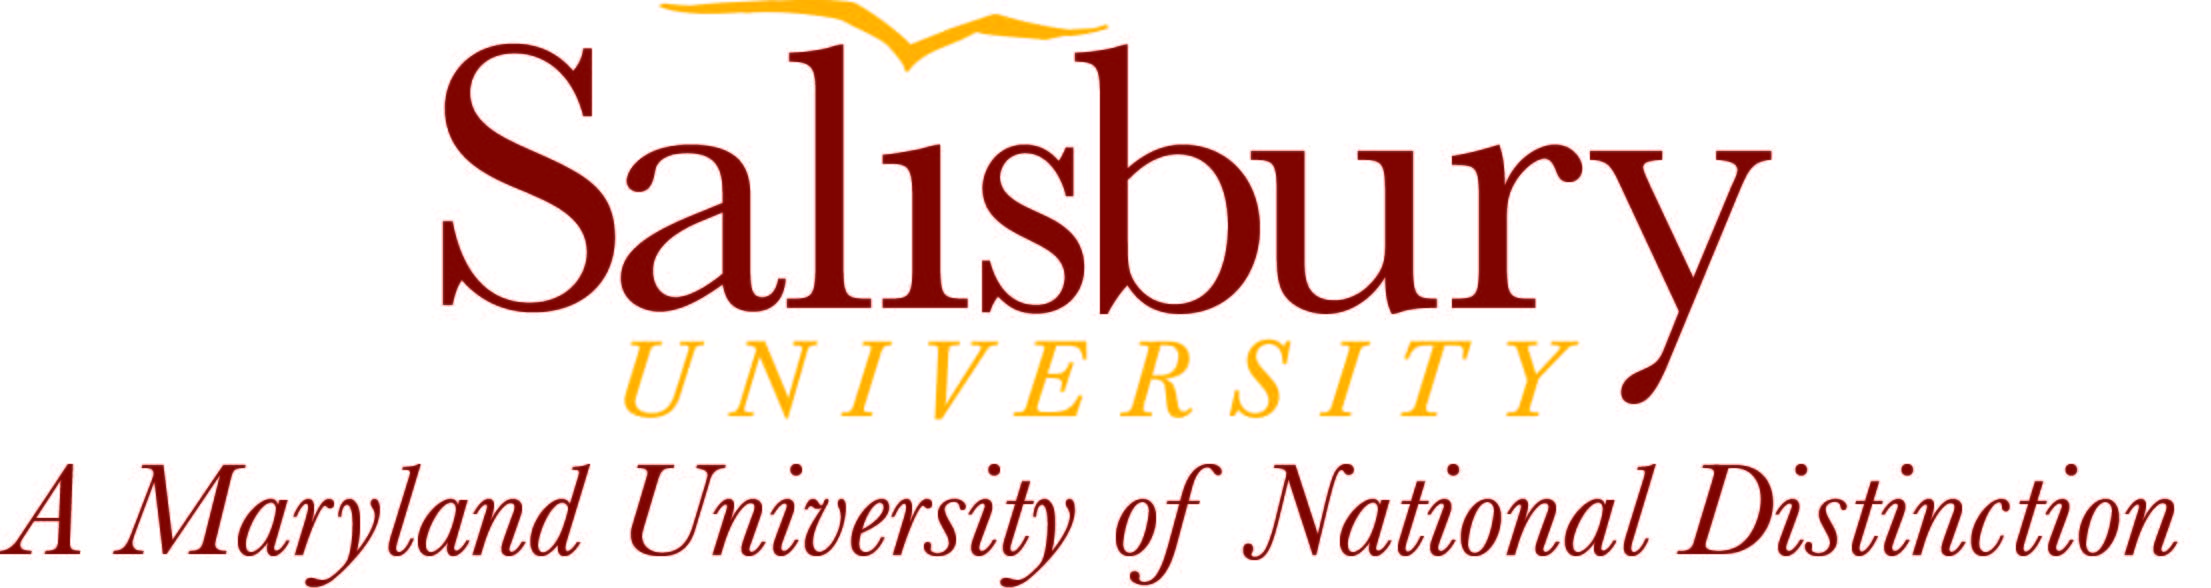 Salisbury
UNIVERSITY
A Maryland University of National Distinction